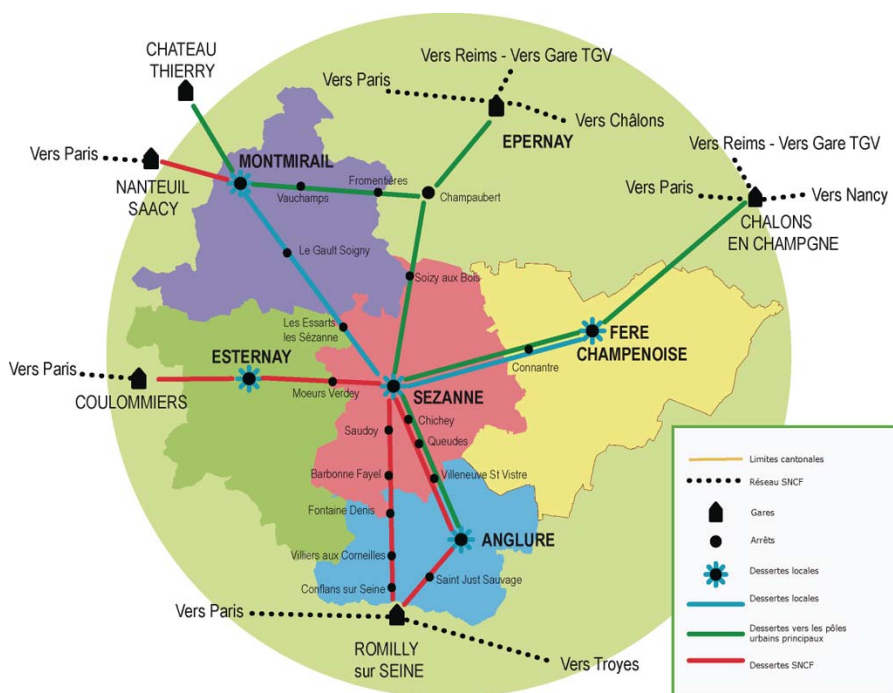 CHATEAU
THIERRY
Vers Reims - Vers Gare TGV
Vers Paris
Vers Châlons
EPERNAY
Vers Paris
NANTEUIL
SAACY
MONTMIRAIL
Fromentières
Vauchamps
Champaubert
Vers Reims - Vers Gare TGV
Vers Paris
Vers Nancy
CHALONS
EN CHAMPGNE
Le Gault Soigny
Soizy aux Bois
Les Essarts
les Sézanne
FERE
CHAMPENOISE
Connantre
Vers Paris
COULOMMIERS
ESTERNAY
Moeurs Verdey
SEZANNE
Chichey
Saudoy
Queudes
Barbonne Fayel
Villeneuve St Vistre
Fontaine Denis
ANGLURE
Villiers aux Corneilles
Saint Just Sauvage
Conflans sur Seine
Vers Paris
ROMILLY
sur SEINE
Vers Troyes
Limites cantonales
Réseau SNCF
Gares
Arrêts
Dessertes locales
Dessertes locales
Dessertes vers les pôles
urbains principaux
Dessertes SNCF